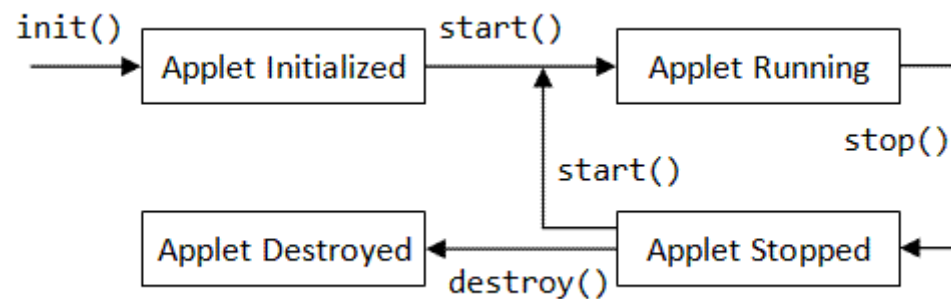 init()
start()
Applet Initialized
Applet Running
stop()
start()
Applet Destroyed
Applet Stopped
destroy()